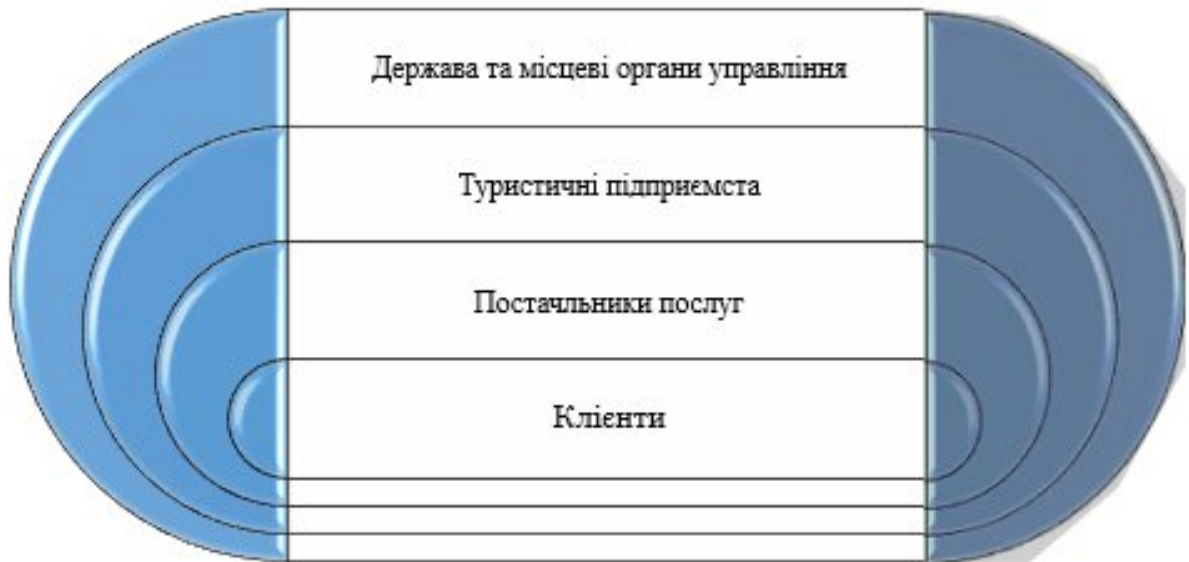 Держава та місцеві органи управління
Туристичні підприємста
Постачльники послуг
Клієнти